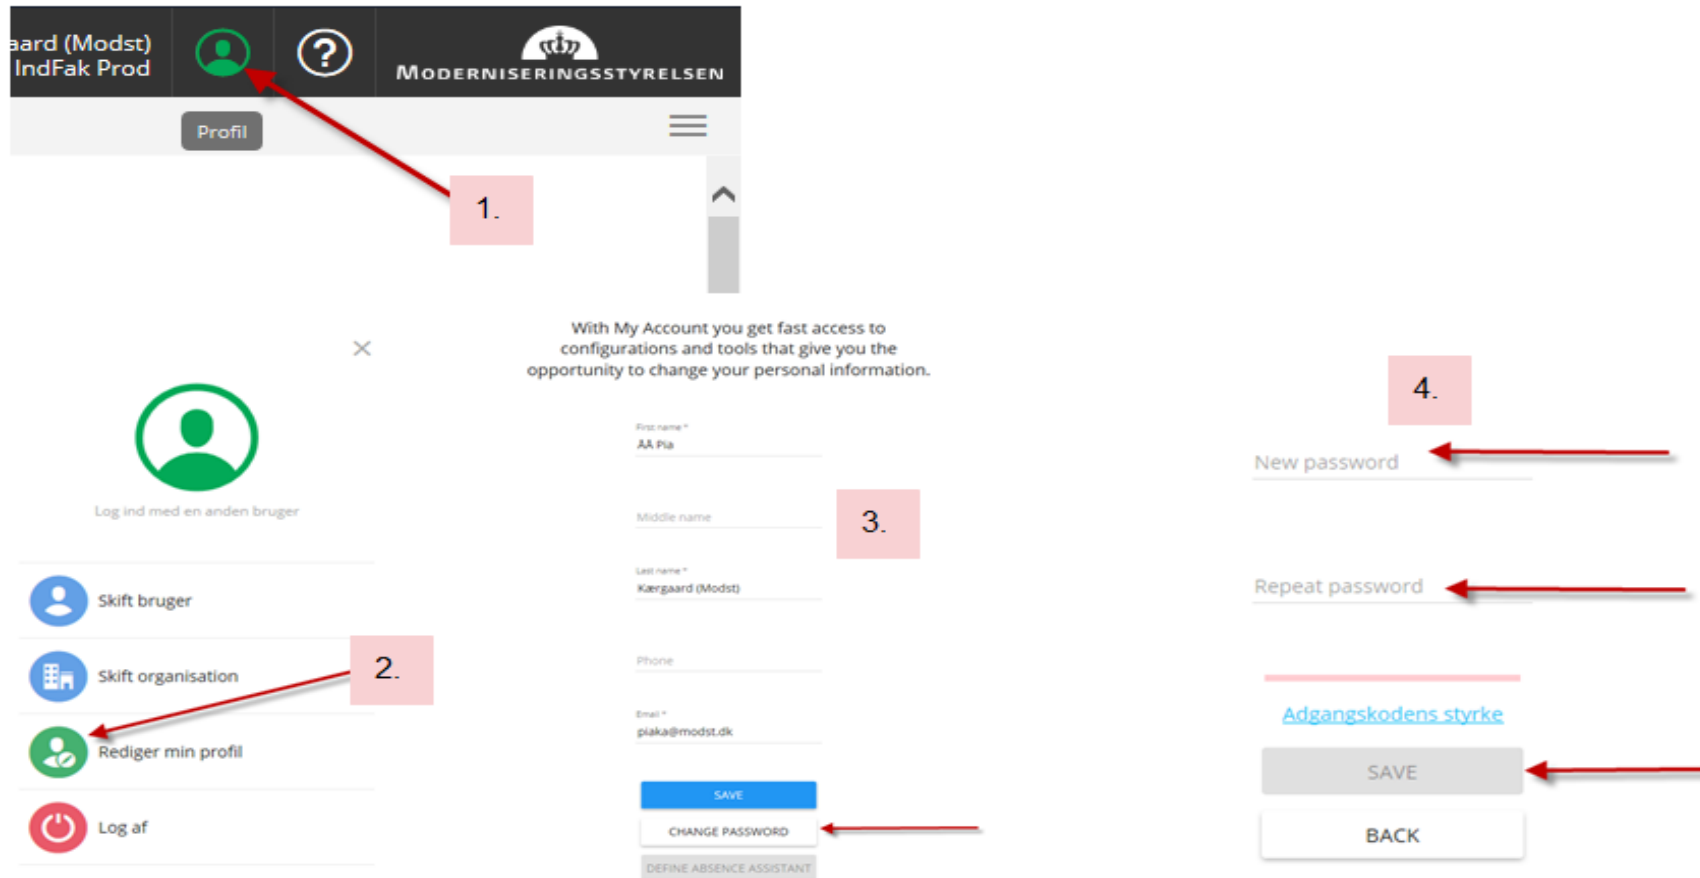 aard (Modst)
IndFak Prod
?
MODERNISERINGSSTYRELSEN
Profil
1.
Log ind med en anden bruger
Skift bruger
Skift organisation
2.
Rediger min profil
Log af
With My Account you get fast access to
configurations and tools that give you the
opportunity to change your personal information.
First name *
AA Pia
Middle name
3.
Last name *
Kærgaard (Modst)
Phone
Email *
piaka@modst.dk
SAVE
CHANGE PASSWORD
DEFINE ABSENCE ASSISTANT
4.
New password
Repeat password
Adgangskodens styrke
SAVE
BACK